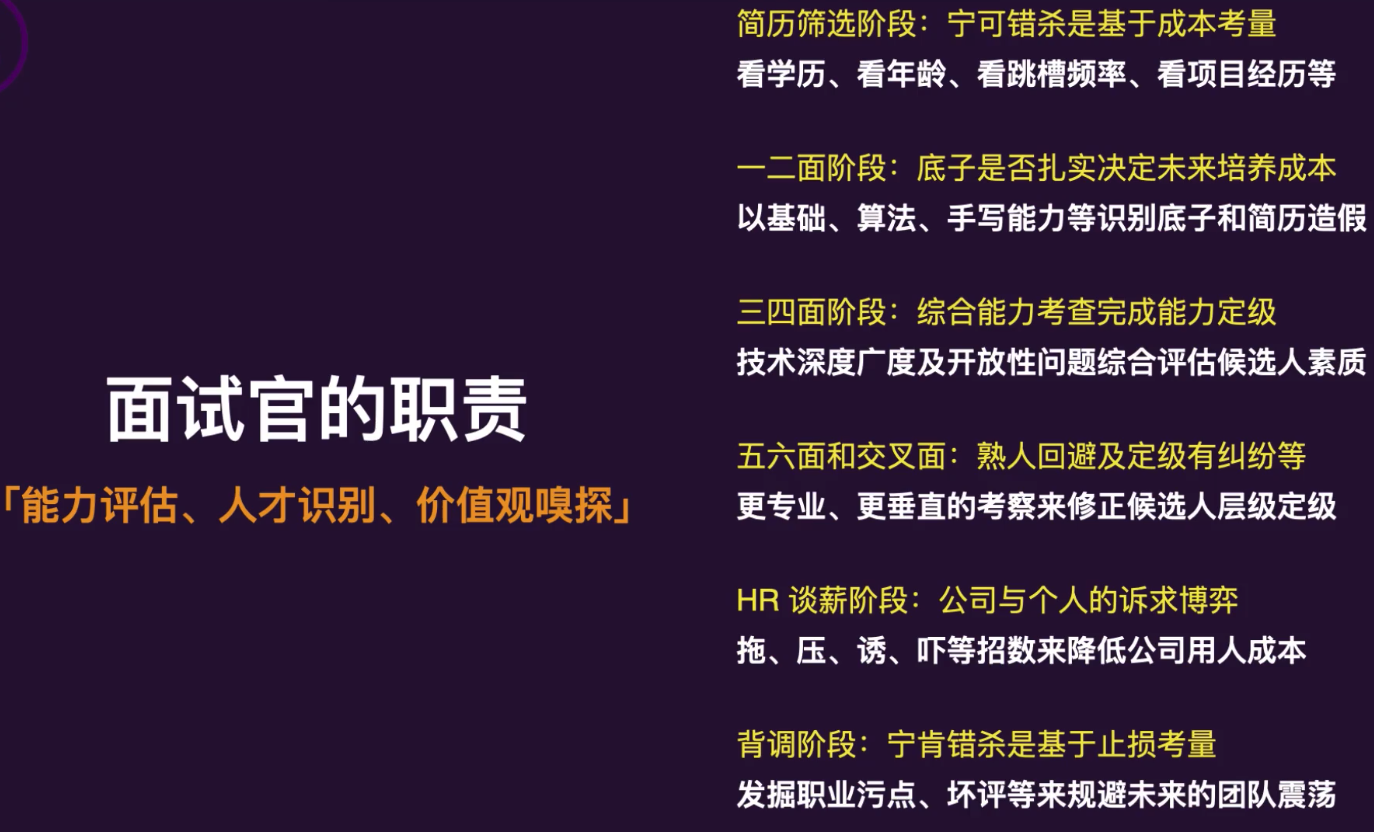 面试官的职责
「能力评估、人才识别、价值观嗅探」
简历筛选阶段：宁可错杀是基于成本考量
看学历、看年龄、看跳槽频率、看项目经历等
一二面阶段：底子是否扎实决定未来培养成本
以基础、算法、手写能力等识别底子和简历造假
三四面阶段：综合能力考查完成能力定级
技术深度广度及开放性问题综合评估候选人素质
五六面和交叉面：熟人回避及定级有纠纷等
更专业、更垂直的考察来修正候选人层级定级
HR 谈薪阶段：公司与个人的诉求博弈
拖、压、诱、吓等招数来降低公司用人成本
背调阶段：宁肯错杀是基于止损考量
发掘职业污点、坏评等来规避未来的团队震荡